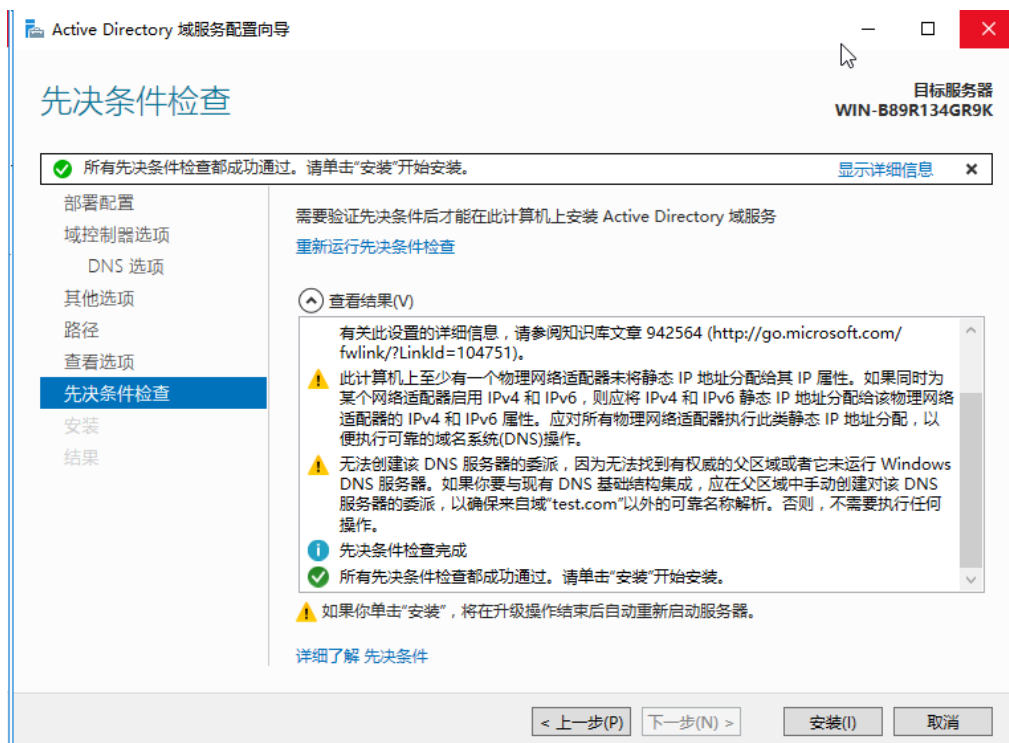 Active Directory 域服务配置向导
先决条件检查
目标服务器
WIN-B89R134GR9K
所有先决条件检查都成功通过。请单击“安装”开始安装。
显示详细信息
部署配置
域控制器选项
DNS 选项
其他选项
路径
查看选项
先决条件检查
安装
结果
需要验证先决条件后才能在此计算机上安装 Active Directory 域服务
重新运行先决条件检查
查看结果(V)
有关此设置的详细信息，请参阅知识库文章 942564 (http://go.microsoft.com/
fwlink/?LinkId=104751)。
此计算机上至少有一个物理网络适配器未将静态 IP 地址分配给其 IP 属性。如果同时为
某个网络适配器启用 IPv4 和 IPv6，则应将 IPv4 和 IPv6 静态 IP 地址分配给该物理网络
适配器的 IPv4 和 IPv6 属性。应对所有物理网络适配器执行此类静态 IP 地址分配，以
便执行可靠的域名系统(DNS)操作。
无法创建该 DNS 服务器的委派，因为无法找到有权威的父区域或者它未运行 Windows
DNS 服务器。如果你要与现有 DNS 基础结构集成，应在父区域中手动创建对该 DNS
服务器的委派，以确保来自域“test.com”以外的可靠名称解析。否则，不需要执行任何
操作。
先决条件检查完成
所有先决条件检查都成功通过。请单击“安装”开始安装。
如果你单击“安装”，将在升级操作结束后自动重新启动服务器。
详细了解 先决条件
< 上一步(P)
下一步(N) >
安装(I)
取消